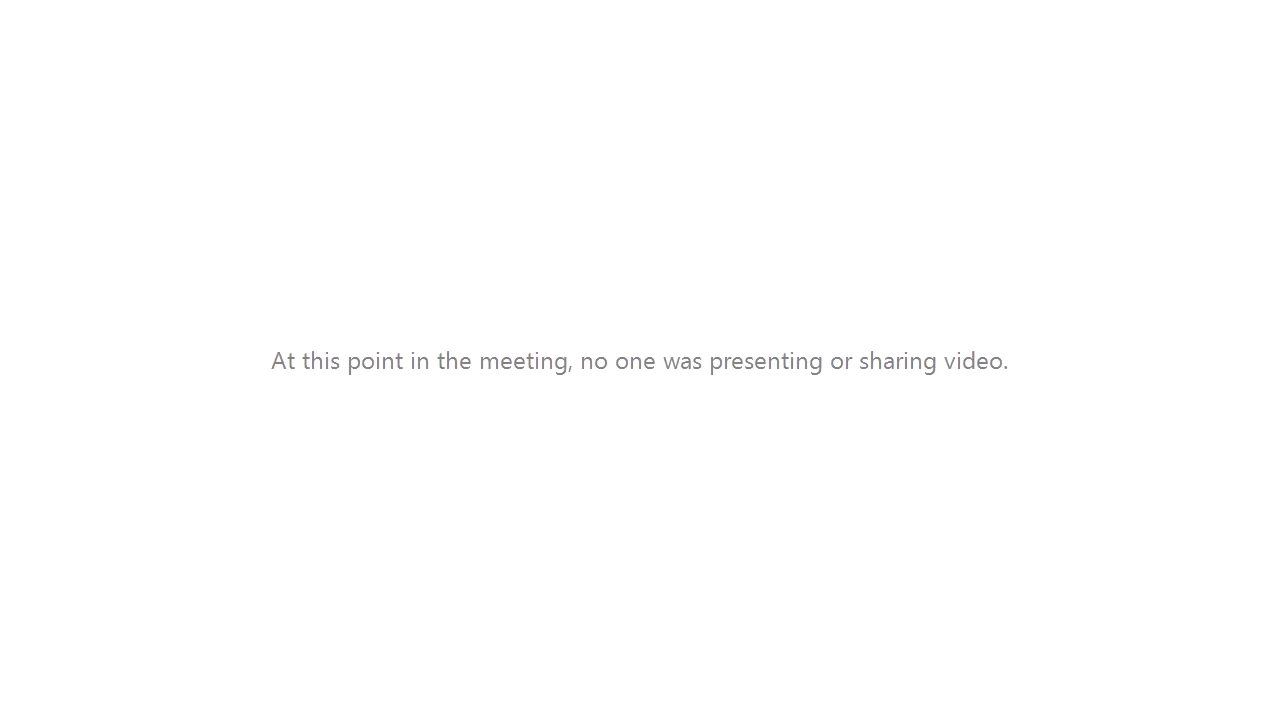 At this point in the meeting, no one was presenting or sharing video.